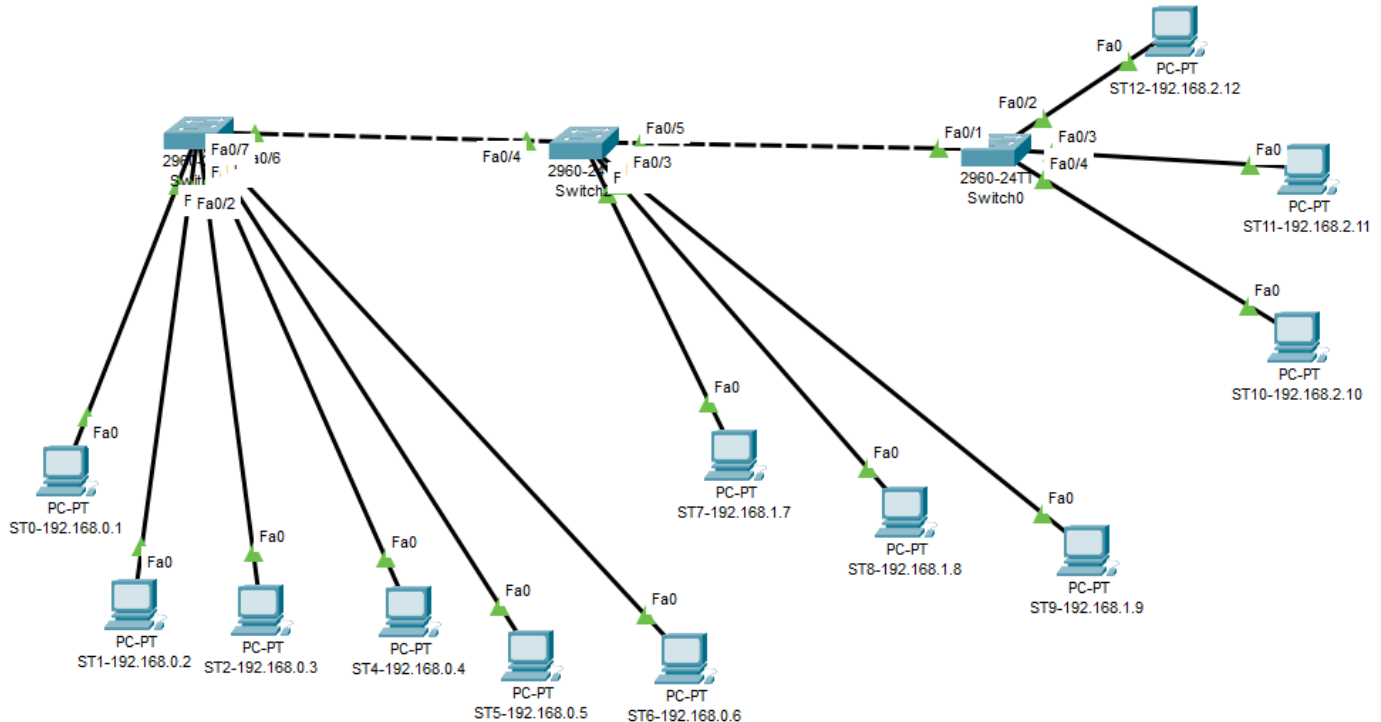 Fa0
PC-PT
ST12-192.168.2.12
Fa0/2
Fa0/7
Fa0/2
Fa0/4
Fa0/5
Fa0/3
2960-24
Switch
Fa0/1
Fa0/3
Fa0/4
2960-24TT
Switch0
Fa0
PC-PT
ST11-192.168.2.11
Fa0
PC-PT
ST10-192.168.2.10
Fa0
PC-PT
ST0-192.168.0.1
Fa0
PC-PT
ST1-192.168.0.2
Fa0
PC-PT
ST2-192.168.0.3
Fa0
PC-PT
ST4-192.168.0.4
Fa0
PC-PT
ST5-192.168.0.5
Fa0
PC-PT
ST6-192.168.0.6
Fa0
PC-PT
ST7-192.168.1.7
Fa0
PC-PT
ST8-192.168.1.8
Fa0
PC-PT
ST9-192.168.1.9